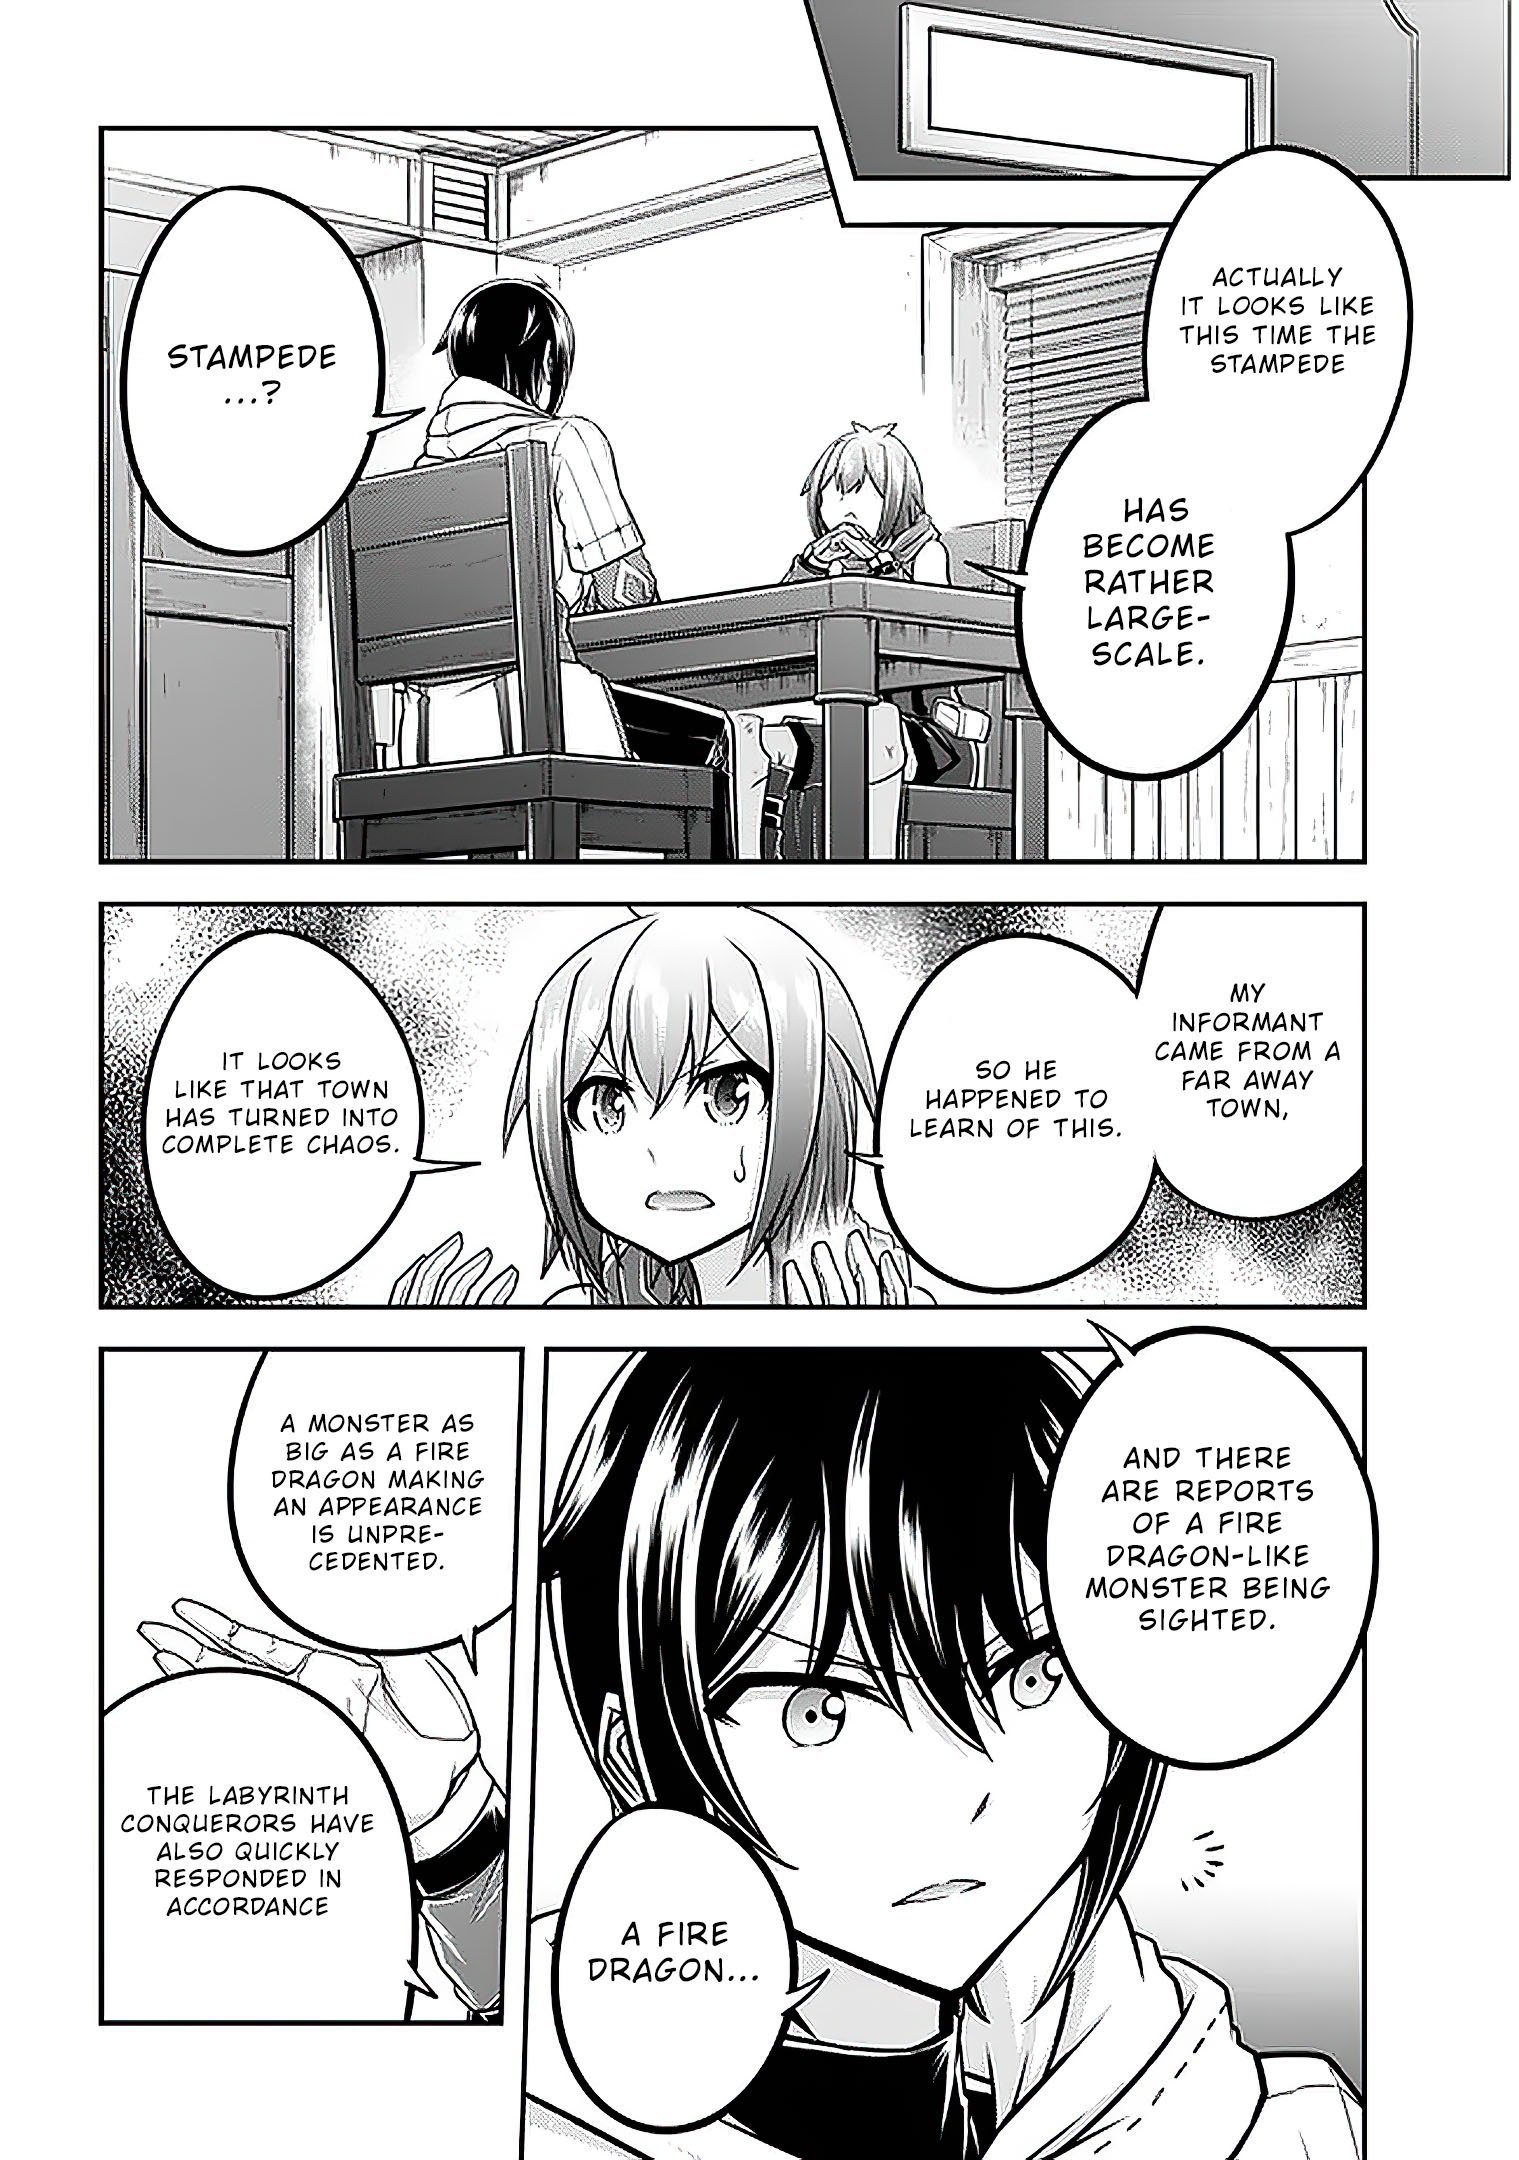 ACTUALLY
IT LOOKS LIKE
THIS TIME THE
STAMPEDE
HAS
BECOME
RATHER
LARGE-
SCALE.
STAMPEDE
...?
MY
INFORMANT
CAME FROM A
FAR AWAY
TOWN,
SO HE
HAPPENED TO
LEARN OF THIS.
IT LOOKS
LIKE THAT TOWN
HAS TURNED INTO
COMPLETE CHAOS.
AND THERE
ARE REPORTS
OF A FIRE
DRAGON-LIKE
MONSTER BEING
SIGHTED.
A FIRE
DRAGON...
A MONSTER AS
BIG AS A FIRE
DRAGON MAKING
AN APPEARANCE
IS UNPRE-
CEDENTED.
THE LABYRINTH
CONQUERORS HAVE
ALSO QUICKLY
RESPONDED IN
ACCORDANCE